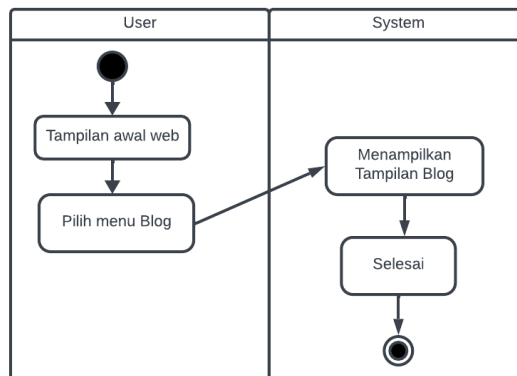 User
System
Tampilan awal web
Pilih menu Blog
Menampilkan
Tampilan Blog
Selesai